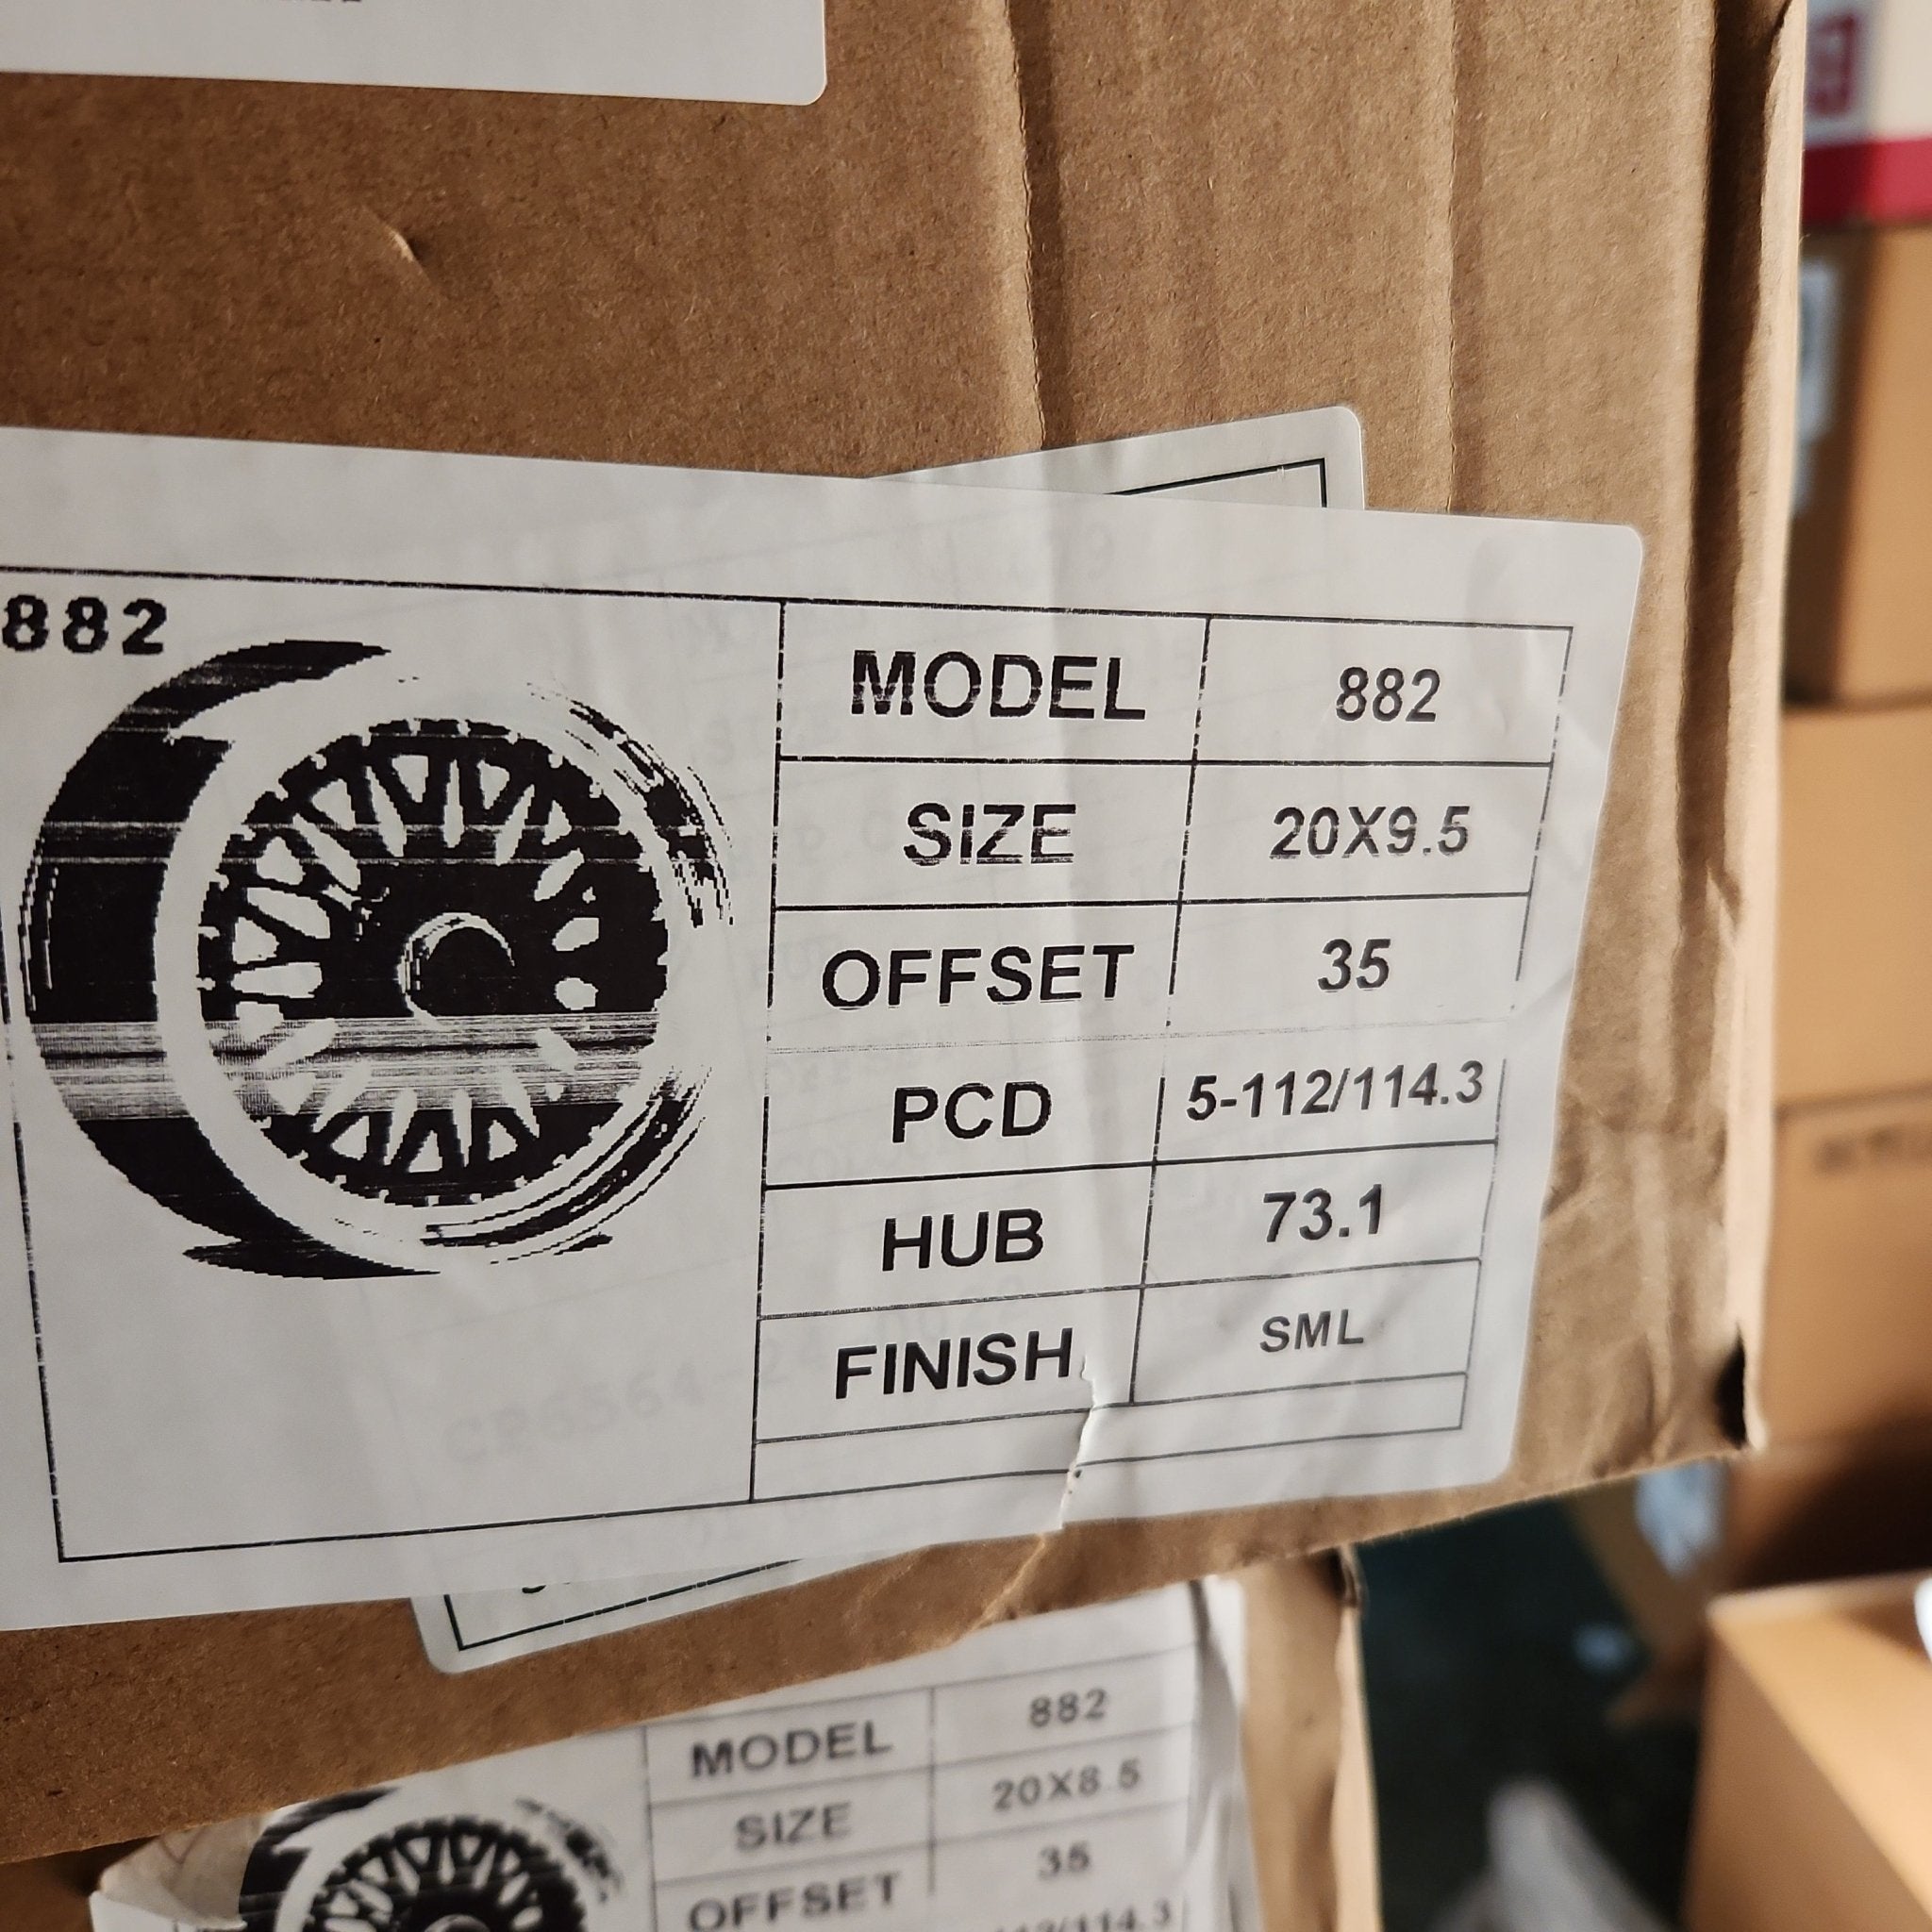 882
MODEL 882
SIZE 20X9.5
OFFSET 35
PCD 5-112/114.3
HUB 73.1
FINISH SML
MODEL 882
SIZE 20X8.5
OFFSET 35